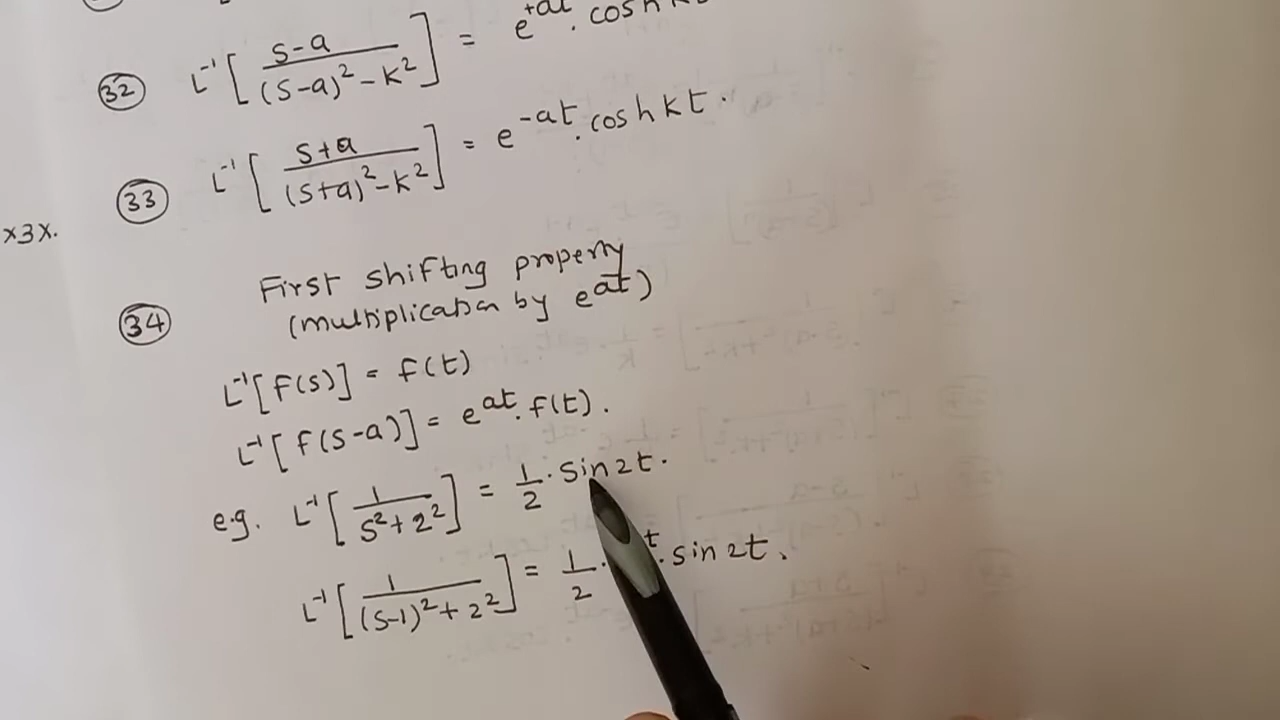 32 L⁻¹[ (s-a) / ((s-a)² - k²) ] = e^{+at} . cosh
33 L⁻¹[ (s+a) / ((s+a)² - k²) ] = e^{-at} . cosh kt .
x3x.
34 First shifting property
(multiplication by e^{at})
L⁻¹[F(s)] = f(t)
L⁻¹[F(s-a)] = e^{at} . f(t) .
e.g. L⁻¹[ 1 / (s² + 2²) ] = 1/2 . sin 2t .
L⁻¹[ 1 / ((s-1)² + 2²) ] = 1/2 . t . sin 2t .